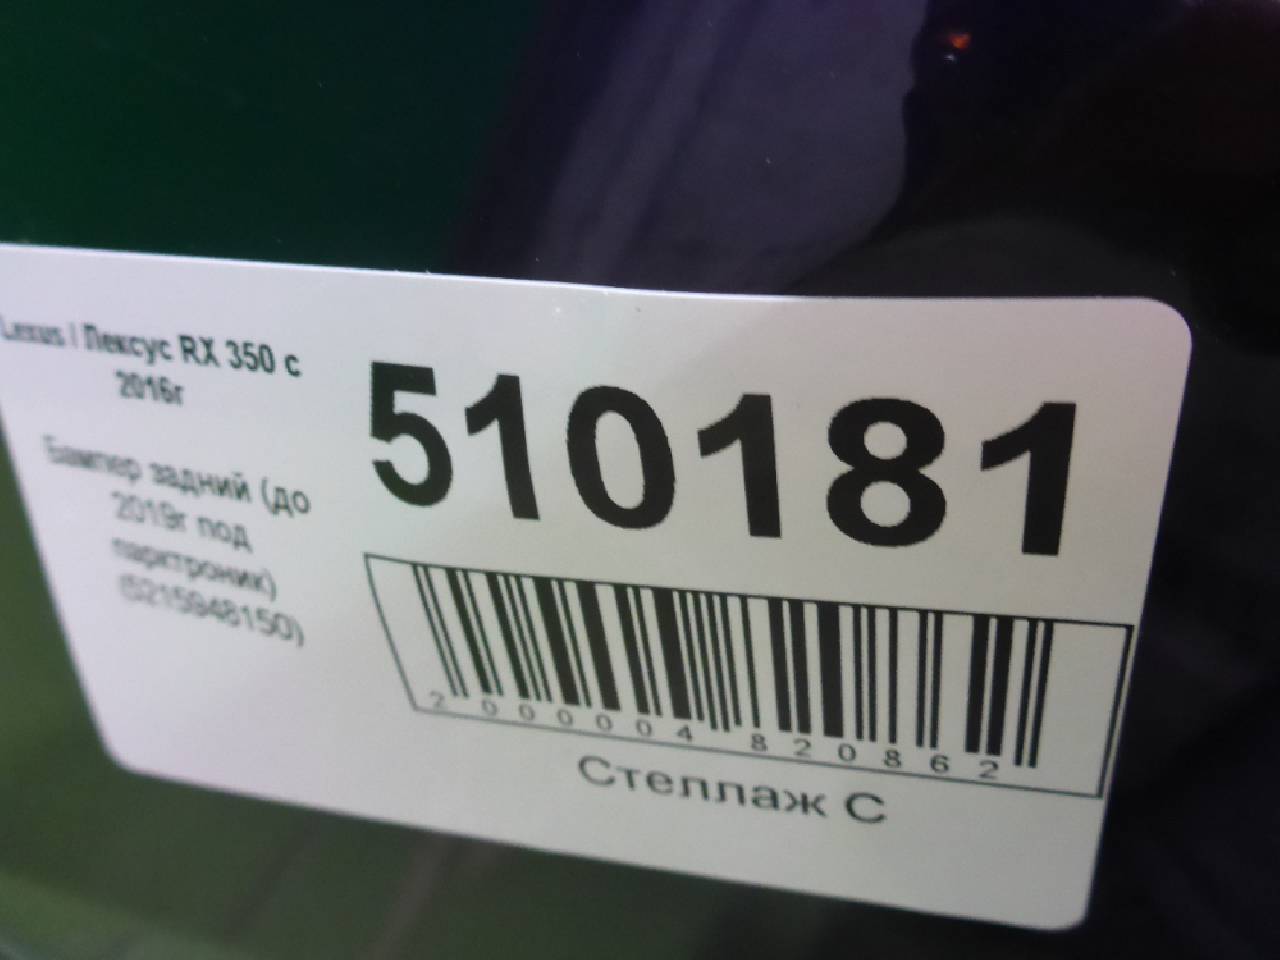 Lexus / Лексус RX 350 с
2016г
Бампер задний (до
2019г под
парктроник)
(5215948150)
510181
2 000004 820862
Стеллаж С